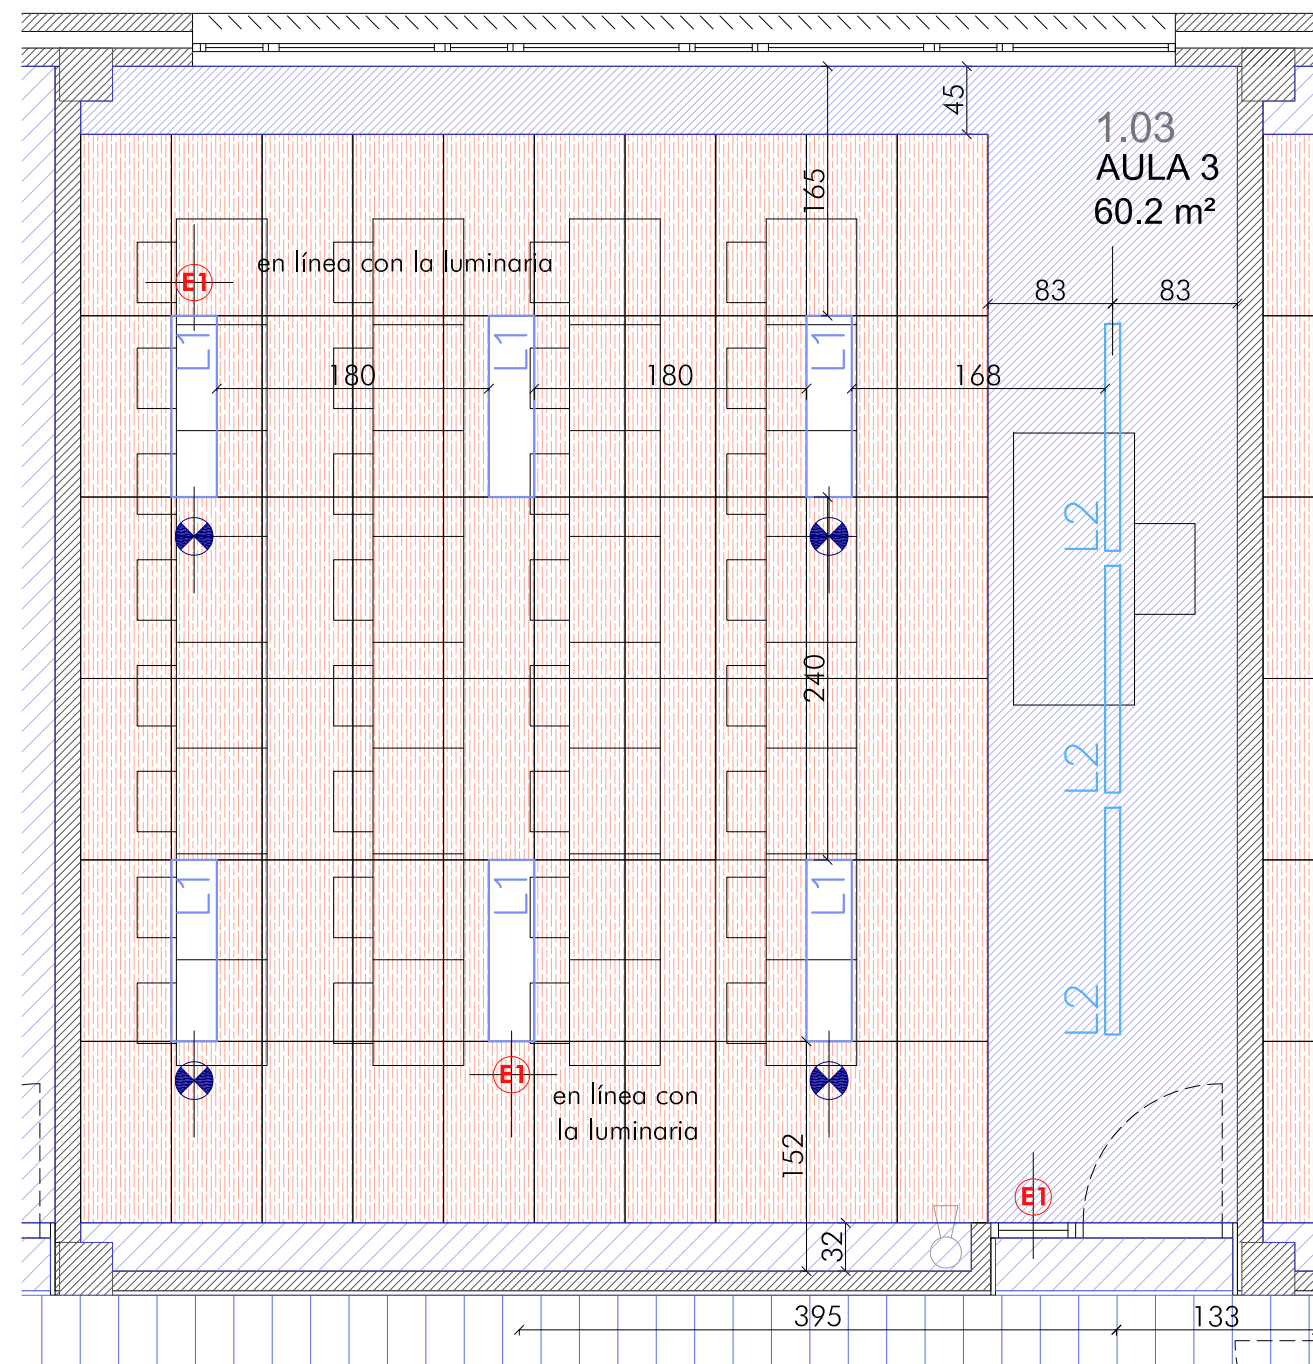 45
1.03
AULA 3
60.2 m²
165
en línea con la luminaria
E1
83
83
L1
L1
L1
180
180
168
L2
240
L2
L1
L1
L1
L2
E1
en línea con
la luminaria
152
E1
32
395
133